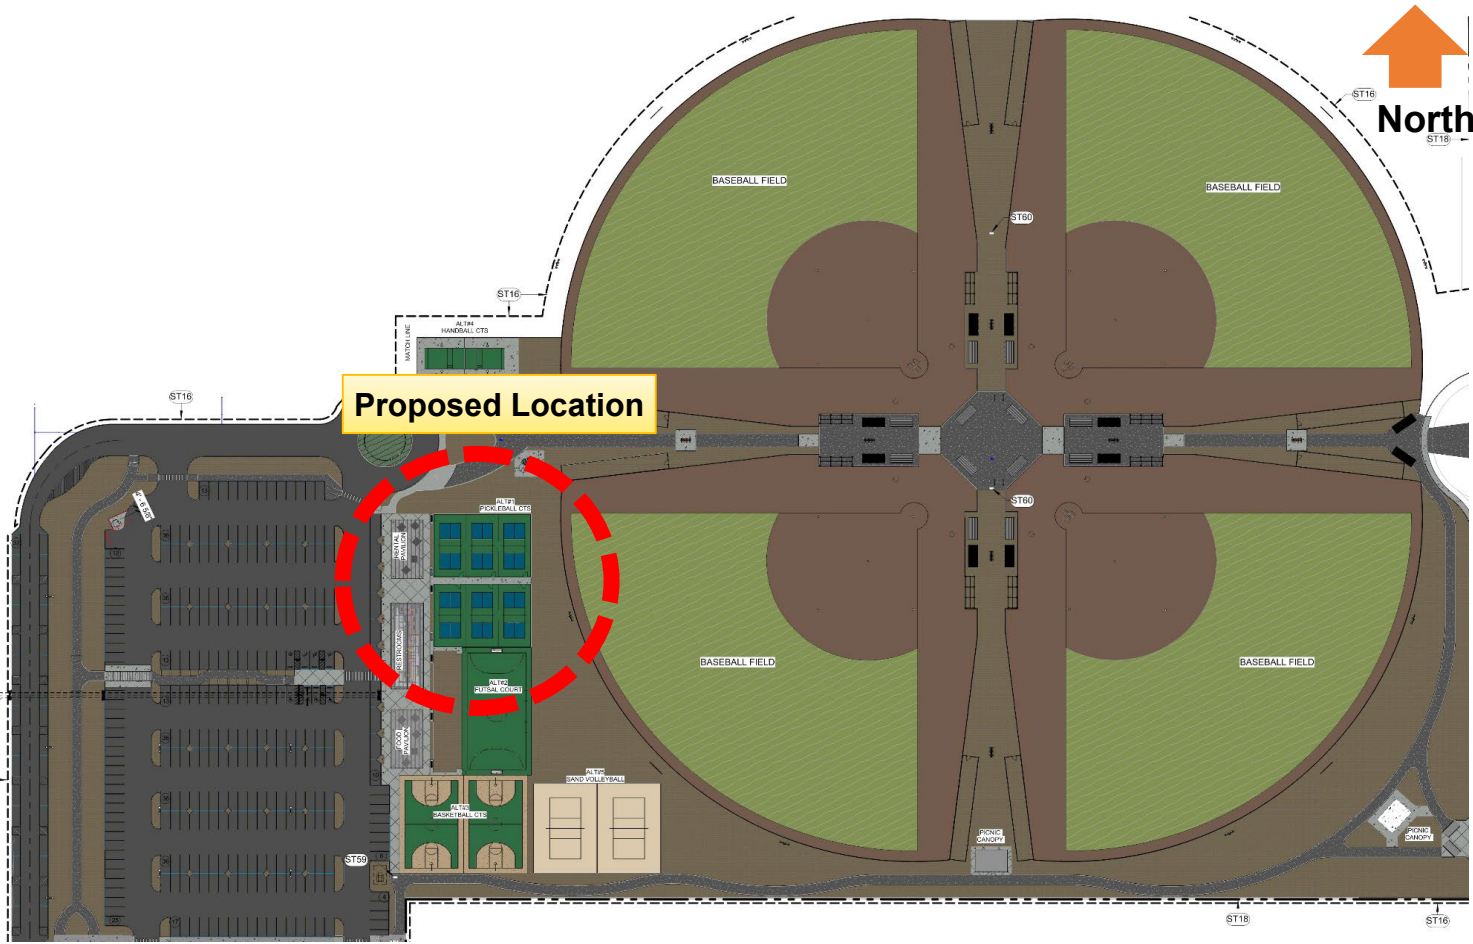 North
ST16
ST18
BASEBALL FIELD
BASEBALL FIELD
ST60
ST16
ALT#4
HANDBALL CTS
MATCH LINE
Proposed Location
ST16
ST60
ALT#1
PICKLEBALL CTS
RENTAL
PAVILION
RESTROOMS
ALT#2
FUTSAL COURT
FOOD
PAVILION
BASEBALL FIELD
BASEBALL FIELD
ALT#5
SAND VOLLEYBALL
ALT#3
BASKETBALL CTS
PICNIC
CANOPY
PICNIC
CANOPY
ST59
ST18
ST16